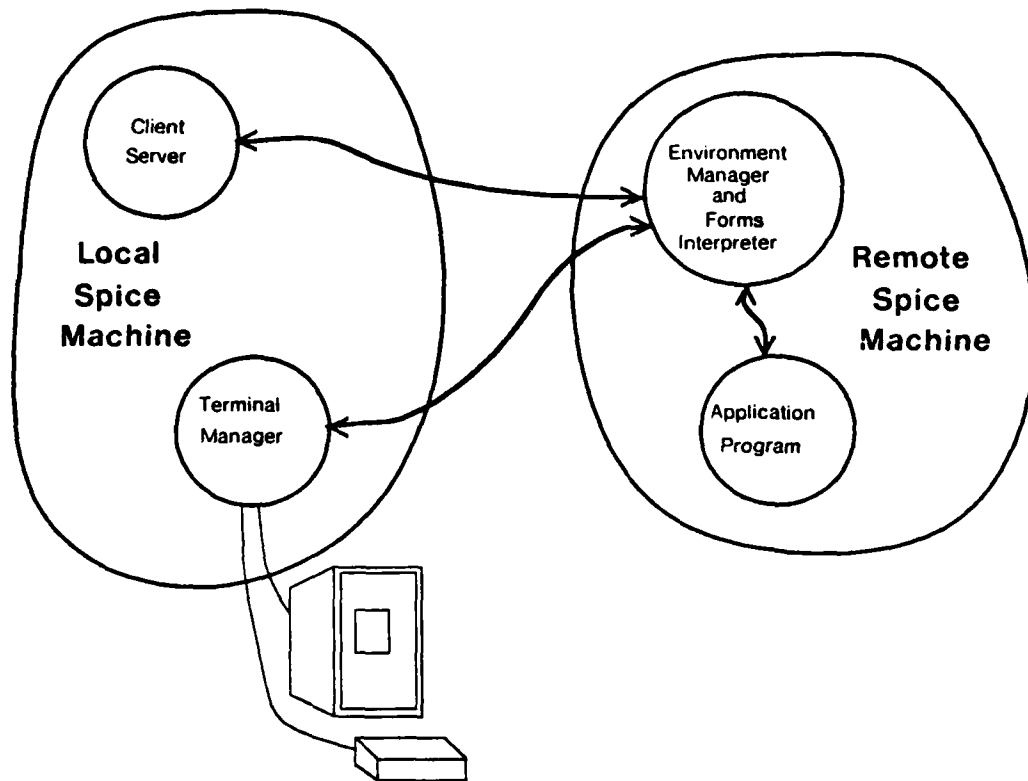 Client
Server
Local
Spice
Machine
Terminal
Manager
Environment
Manager
and
Forms
Interpreter
Remote
Spice
Machine
Application
Program